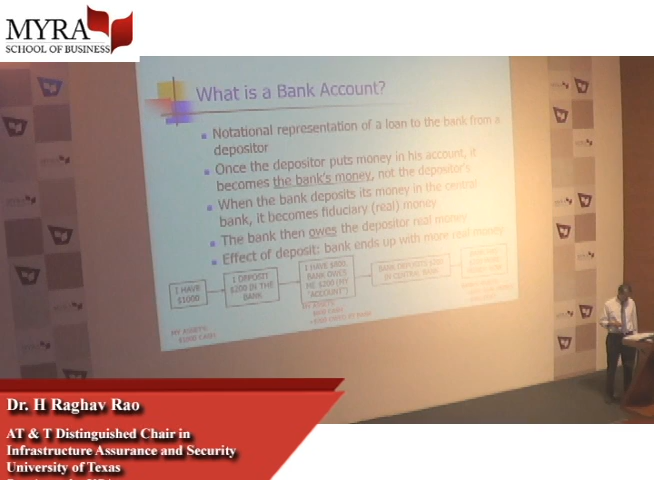 MYRA
SCHOOL OF BUSINESS
What is a Bank Account?
Notational representation of a loan to the bank from a
depositor
Once the depositor puts money in his account, it
becomes the bank's money, not the depositor's
When the bank deposits its money in the central
bank, it becomes fiduciary (real) money
The bank then owes the depositor real money
Effect of deposit: bank ends up with more real money
I HAVE
$1000
I DEPOSIT
$200 IN THE
BANK
I HAVE $800,
BANK OWES
ME $200 (MY
"ACCOUNT")
BANK DEPOSITS $200
IN CENTRAL BANK
MY ASSETS:
Dr. H Raghav Rao
AT & T Distinguished Chair in
Infrastructure Assurance and Security
University of Texas